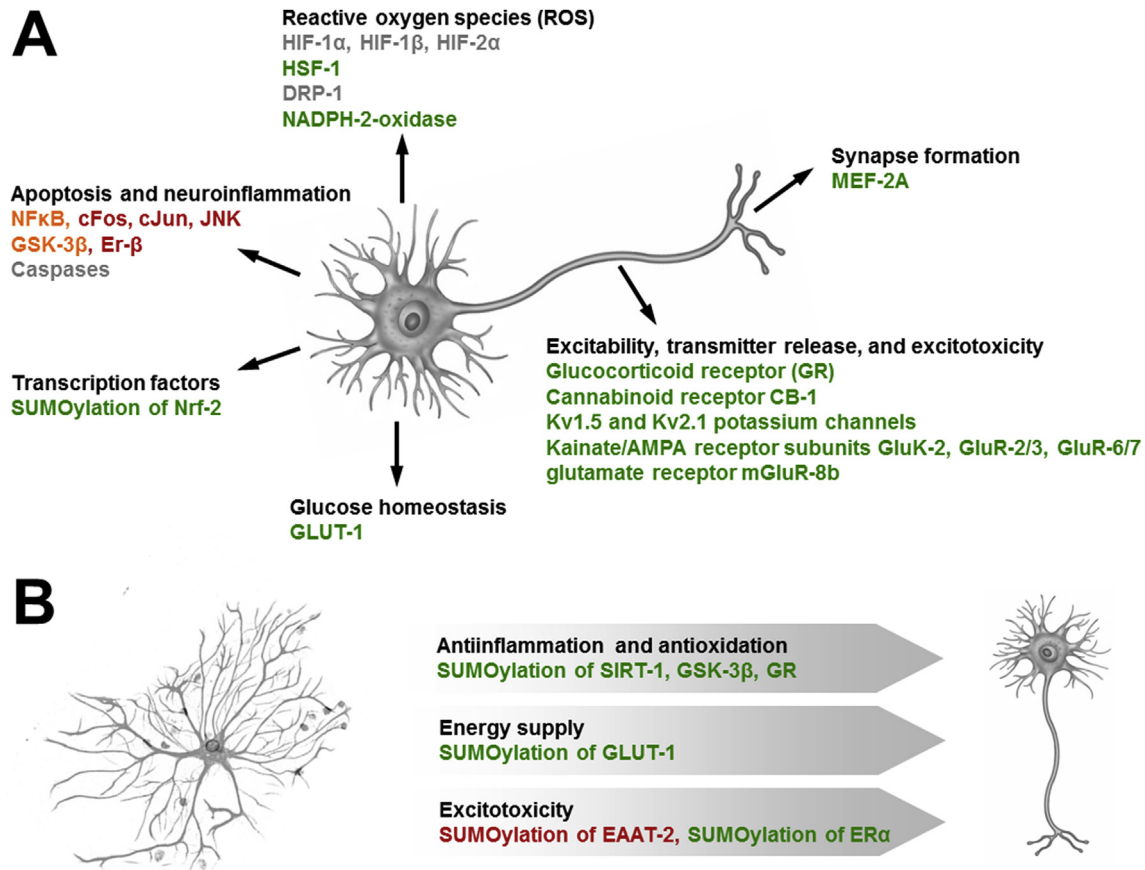 A
Reactive oxygen species (ROS)
HIF-1α, HIF-1β, HIF-2α
HSF-1
DRP-1
NADPH-2-oxidase
Synapse formation
MEF-2A
Apoptosis and neuroinflammation
NFκB, cFos, cJun, JNK
GSK-3β, Er-β
Caspases
Excitability, transmitter release, and excitotoxicity
Glucocorticoid receptor (GR)
Cannabinoid receptor CB-1
Kv1.5 and Kv2.1 potassium channels
Kainate/AMPA receptor subunits GluK-2, GluR-2/3, GluR-6/7
glutamate receptor mGluR-8b
Transcription factors
SUMOylation of Nrf-2
Glucose homeostasis
GLUT-1
B
Antiinflammation and antioxidation
SUMOylation of SIRT-1, GSK-3β, GR
Energy supply
SUMOylation of GLUT-1
Excitotoxicity
SUMOylation of EAAT-2, SUMOylation of ERα